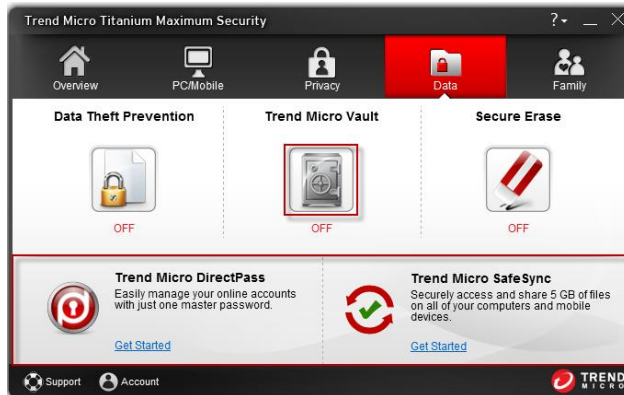 Trend Micro Titanium Maximum Security
?
Overview
PC/Mobile
Privacy
Data
Family
Data Theft Prevention
Trend Micro Vault
Secure Erase
OFF
OFF
OFF
Trend Micro DirectPass
Easily manage your online accounts
with just one master password.
Get Started
Trend Micro SafeSync
Securely access and share 5 GB of files
on all of your computers and mobile
devices.
Get Started
Support
Account
TREND
MICRO